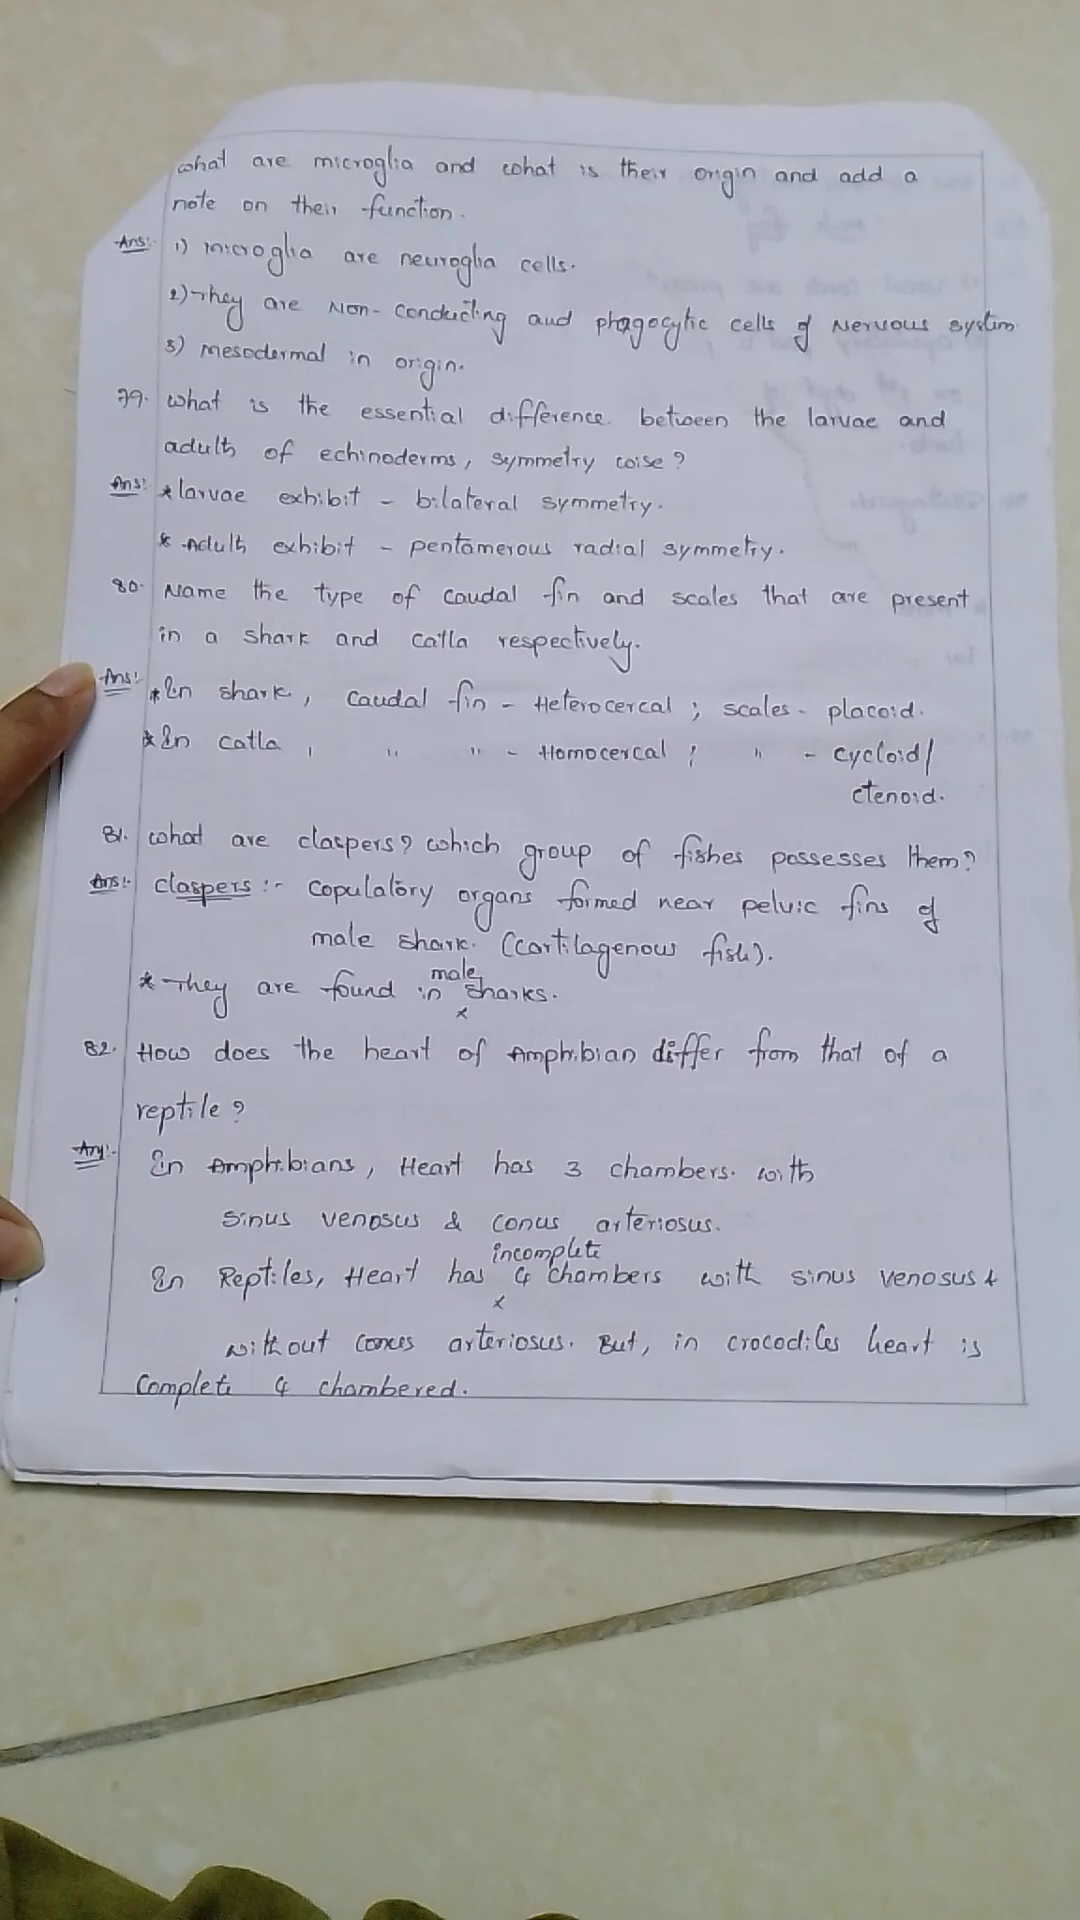 what are microglia and what is their origin and add a
note on their function.
Ans:- 1) microglia are neuroglia cells.
2) They are Non-conducting and phagocytic cells of Nervous system.
3) mesodermal in origin.
79. what is the essential difference between the larvae and
adults of echinoderms, symmetry wise?
Ans:- * larvae exhibit - bilateral symmetry.
* Adults exhibit - pentamerous radial symmetry.
80. Name the type of caudal fin and scales that are present
in a shark and catla respectively.
Ans:- * In shark, caudal fin - Heterocercal ; scales - placoid.
* In catla , " " - Homocercal ; " - cycloid/
ctenoid.
81. what are claspers? which group of fishes possesses them?
Ans:- claspers :- copulatory organs formed near pelvic fins of
male shark. (cartilagenous fish).
* They are found in male sharks.
82. How does the heart of Amphibian differ from that of a
reptile?
Ans:- In Amphibians, Heart has 3 chambers. with
sinus venosus & conus arteriosus.
In Reptiles, Heart has incomplete 4 chambers with sinus venosus &
without conus arteriosus. But, in crocodiles heart is
complete 4 chambered.